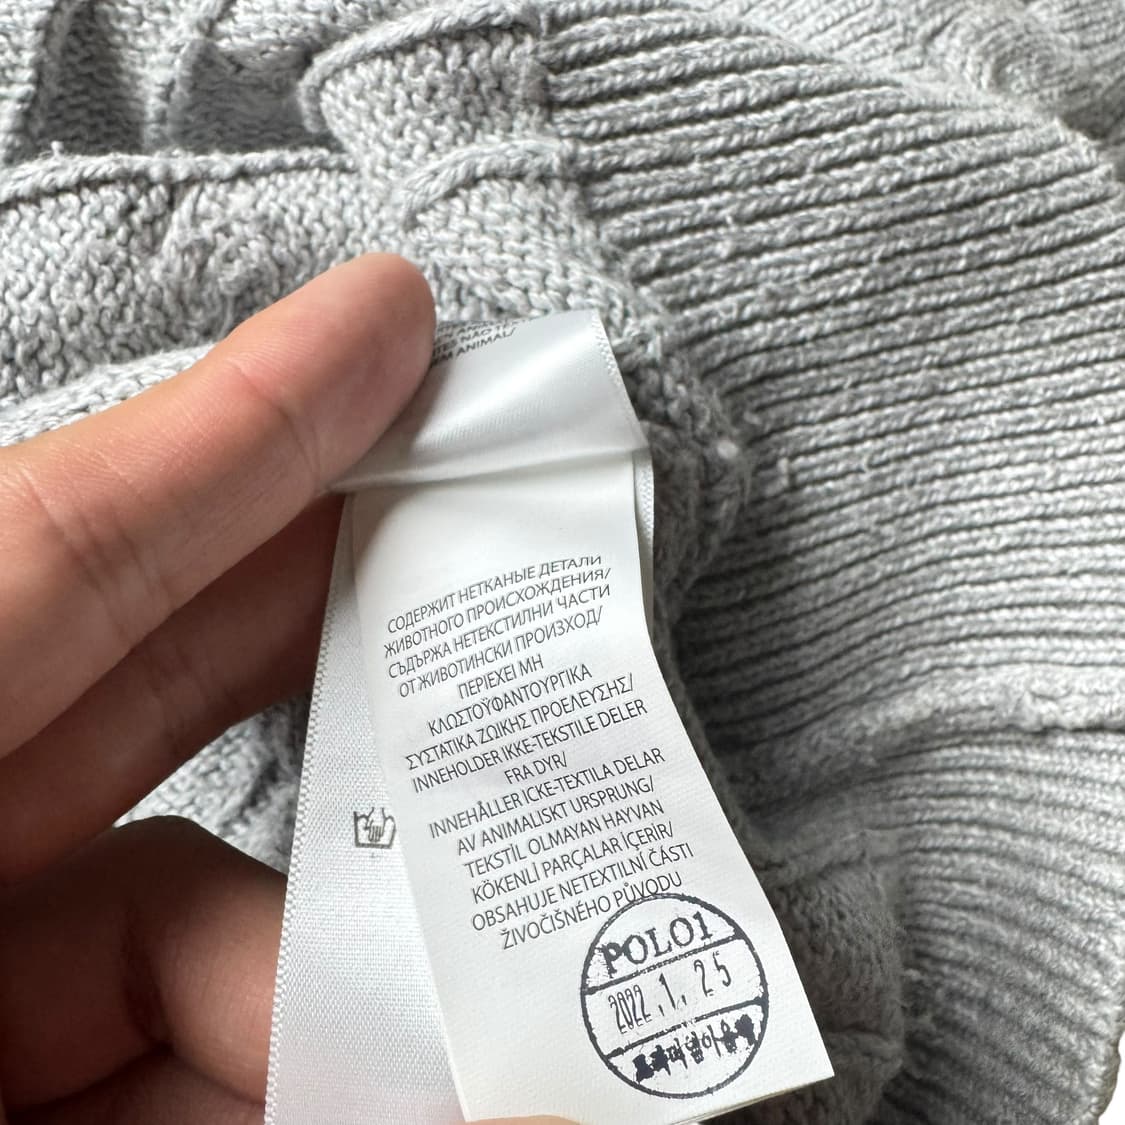 ANIMAL/
СОДЕРЖИТ НЕТКАНЫЕ ДЕТАЛИ
ЖИВОТНОГО ПРОИСХОЖДЕНИЯ/
СЪДЪРЖА НЕТЕКСТИЛНИ ЧАСТИ
ОТ ЖИВОТИНСКИ ПРОИЗХОД/
ΠΕΡΙΕΧΕΙ ΜΗ
ΚΛΩΣΤΟΫΦΑΝΤΟΥΡΓΙΚΑ
ΣΥΣΤΑΤΙΚΑ ΖΩΙΚΗΣ ΠΡΟΕΛΕΥΣΗΣ/
INNEHOLDER IKKE-TEKSTILE DELER
FRA DYR/
INNEHÅLLER ICKE-TEXTILA DELAR
AV ANIMALISKT URSPRUNG/
TEKSTİL OLMAYAN HAYVAN
KÖKENLİ PARÇALAR İÇERİR/
OBSAHUJE NETEXTILNÍ ČÁSTI
ŽIVOČIŠNÉHO PŮVODU
POLO1
2022.1.25